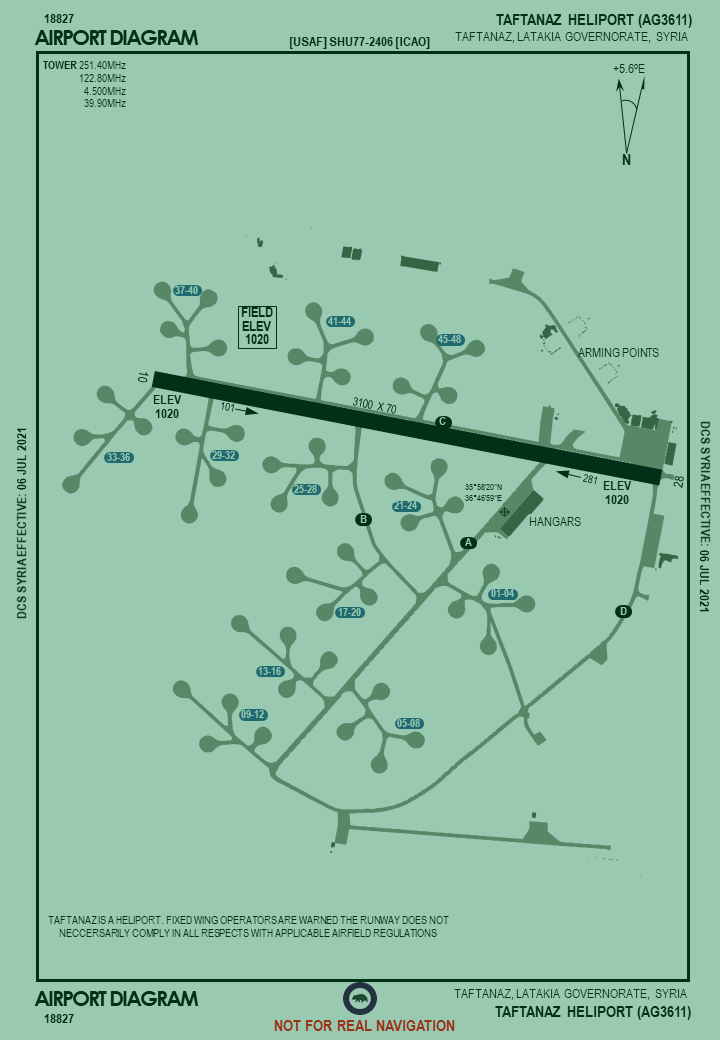 18827
AIRPORT DIAGRAM
[USAF] SHU77-2406 [ICAO]
TAFTANAZ HELIPORT (AG3611)
TAFTANAZ, LATAKIA GOVERNORATE, SYRIA
TOWER 251.40MHz
122.80MHz
4.500MHz
39.90MHz
+5.6ºE
N
37-40
FIELD
ELEV
1020
41-44
45-48
ARMING POINTS
10
ELEV
1020
101
3100 X 70
C
33-36
29-32
25-28
21-24
35°58'20"N
36°46'59"E
281
ELEV
1020
28
B
HANGARS
A
01-04
17-20
D
13-16
09-12
05-08
DCS SYRIA EFFECTIVE: 06 JUL 2021
DCS SYRIA EFFECTIVE: 06 JUL 2021
TAFTANAZ IS A HELIPORT. FIXED WING OPERATORS ARE WARNED THE RUNWAY DOES NOT
NECCERSARILY COMPLY IN ALL RESPECTS WITH APPLICABLE AIRFIELD REGULATIONS
AIRPORT DIAGRAM
18827
NOT FOR REAL NAVIGATION
TAFTANAZ, LATAKIA GOVERNORATE, SYRIA
TAFTANAZ HELIPORT (AG3611)